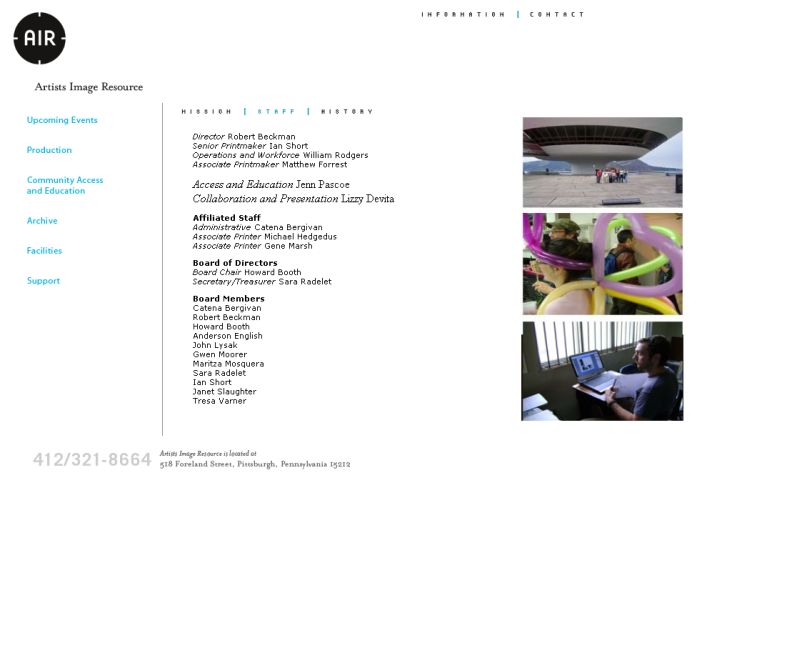 INFORMATION | CONTACT
AIR
Artists Image Resource
MISSION | STAFF | HISTORY
Upcoming Events
Production
Community Access
and Education
Archive
Facilities
Support
Director Robert Beckman
Senior Printmaker Ian Short
Operations and Workforce William Rodgers
Associate Printmaker Matthew Forrest
Access and Education Jenn Pascoe
Collaboration and Presentation Lizzy Devita
Affiliated Staff
Administrative Catena Bergivan
Associate Printer Michael Hedgedus
Associate Printer Gene Marsh
Board of Directors
Board Chair Howard Booth
Secretary/Treasurer Sara Radelet
Board Members
Catena Bergivan
Robert Beckman
Howard Booth
Anderson English
John Lysak
Gwen Moorer
Maritza Mosquera
Sara Radelet
Ian Short
Janet Slaughter
Tresa Varner
412/321-8664
Artists Image Resource is located at
518 Foreland Street, Pittsburgh, Pennsylvania 15212